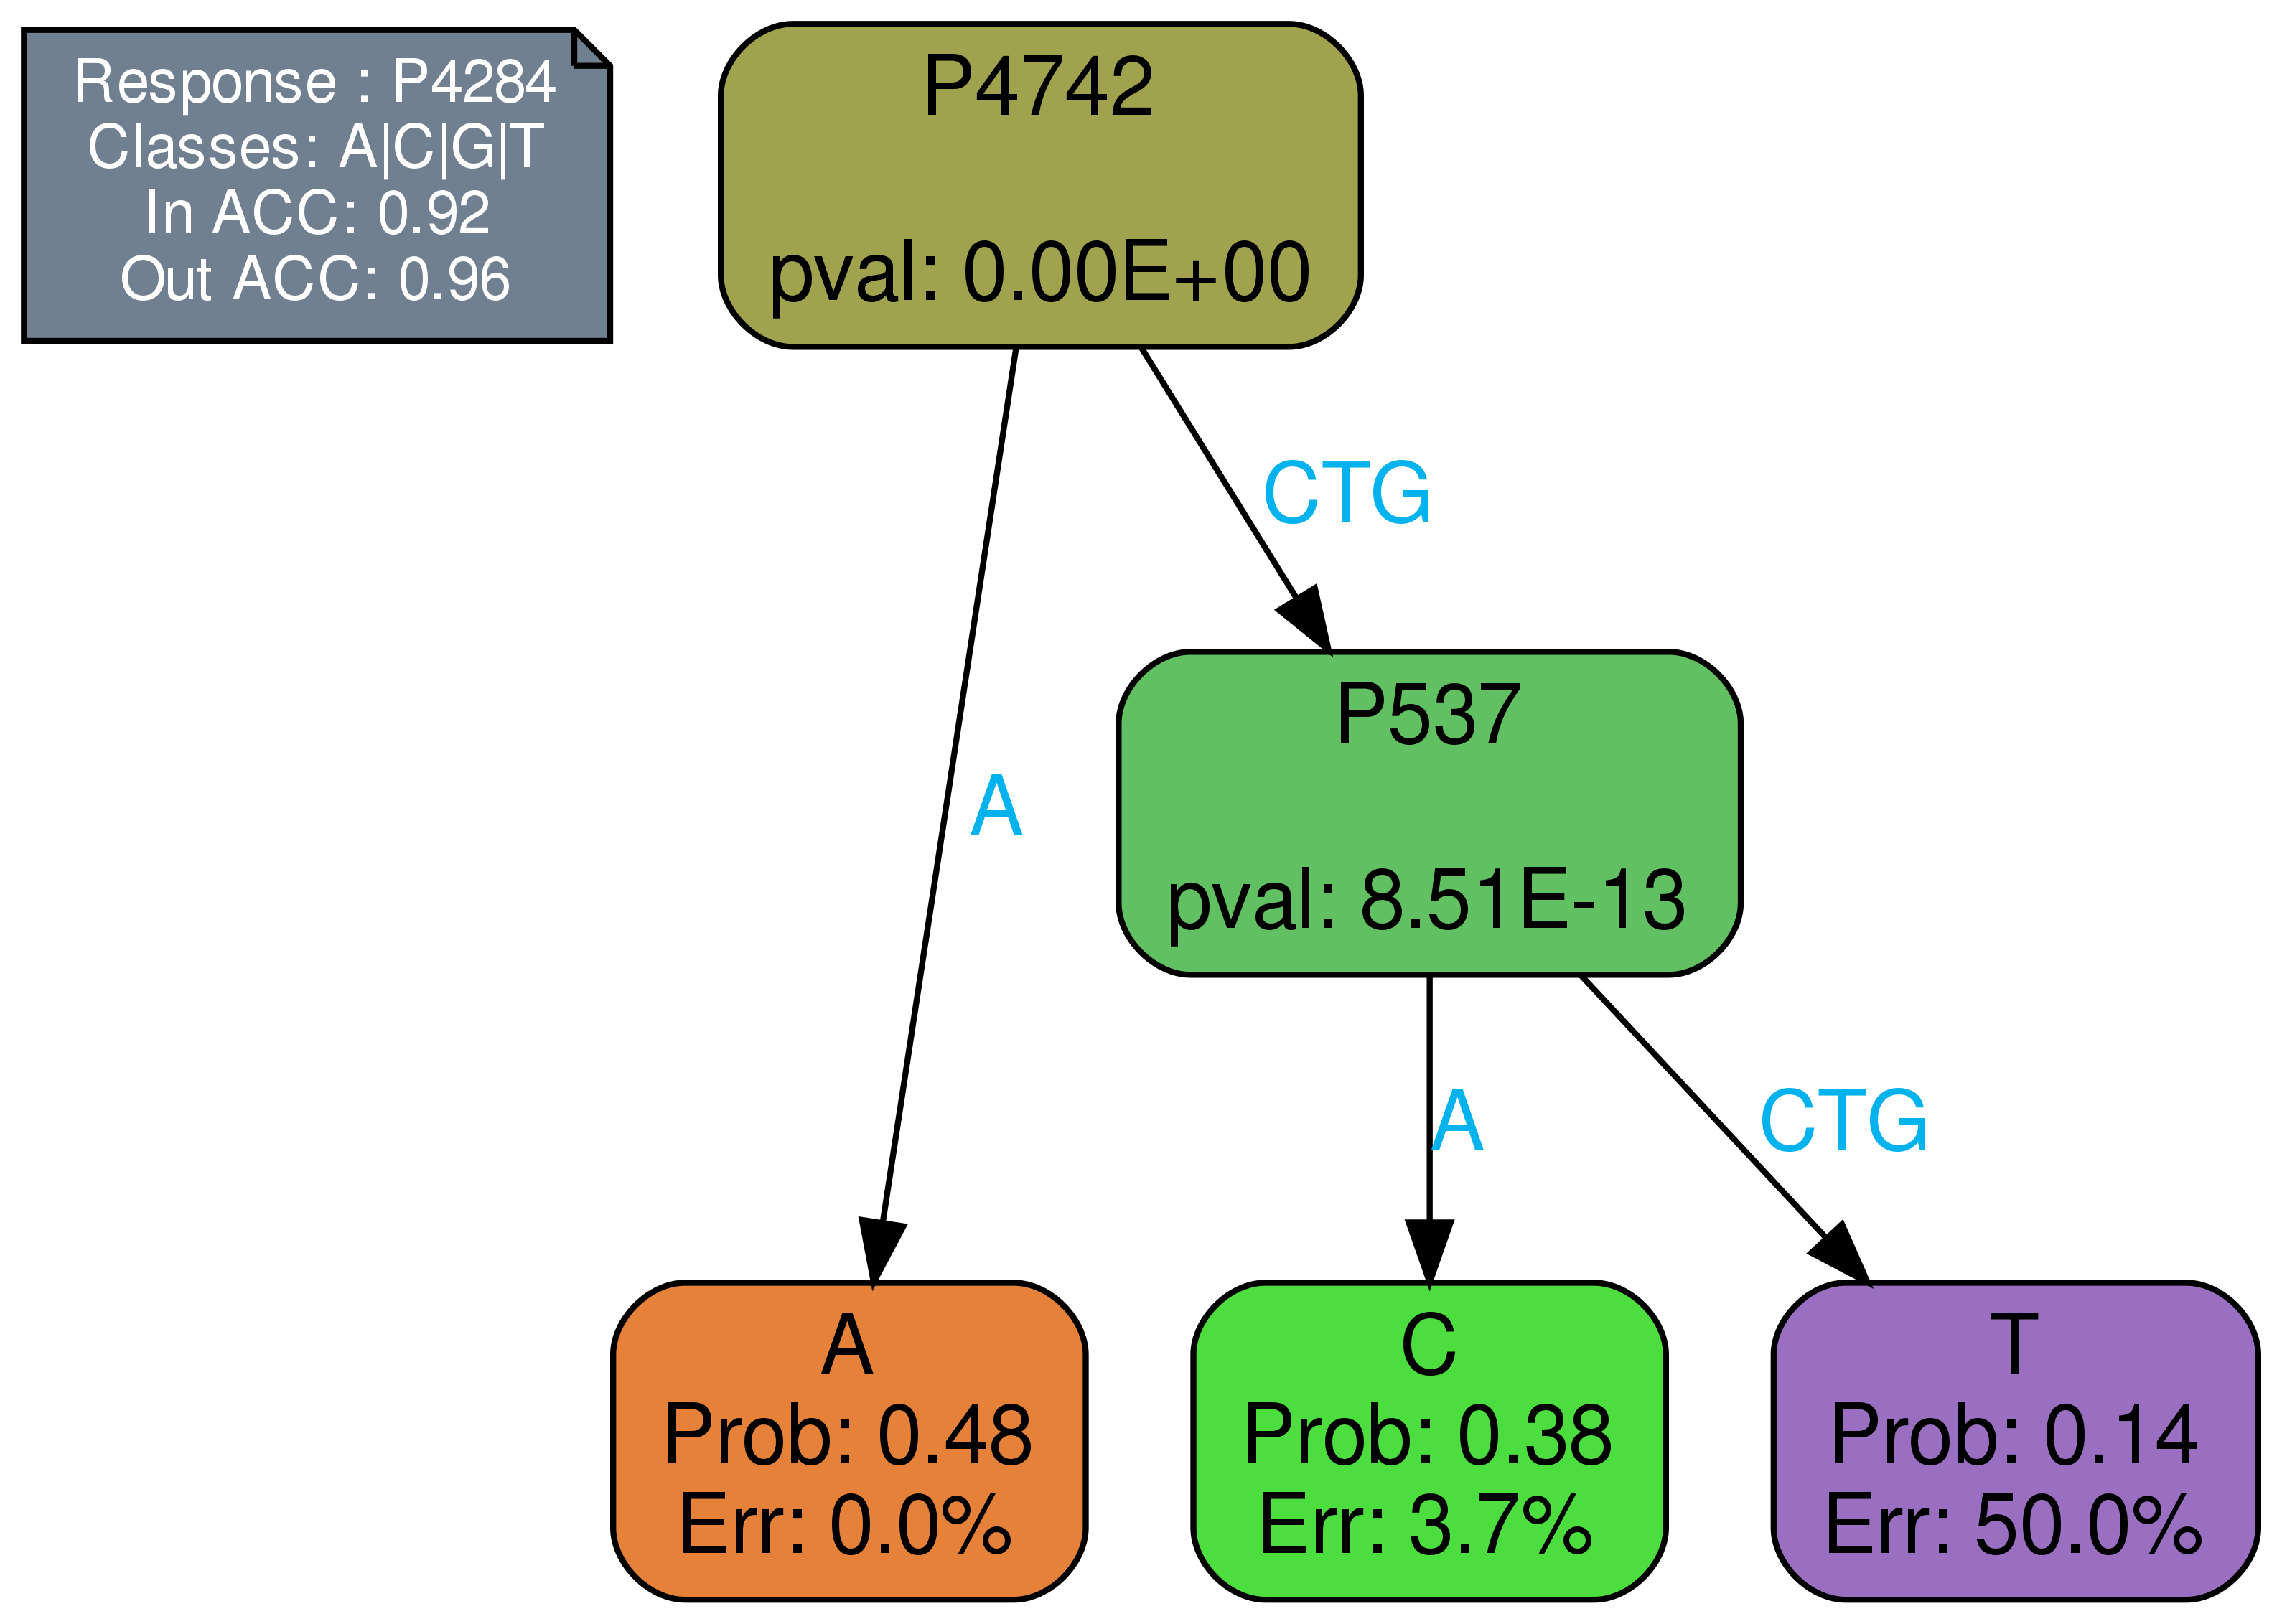 Response : P4284
Classes: A|C|G|T
In ACC: 0.92
Out ACC: 0.96
P4742
pval: 0.00E+00
CTG
P537
pval: 8.51E-13
A
A
CTG
A
Prob: 0.48
Err: 0.0%
C
Prob: 0.38
Err: 3.7%
T
Prob: 0.14
Err: 50.0%